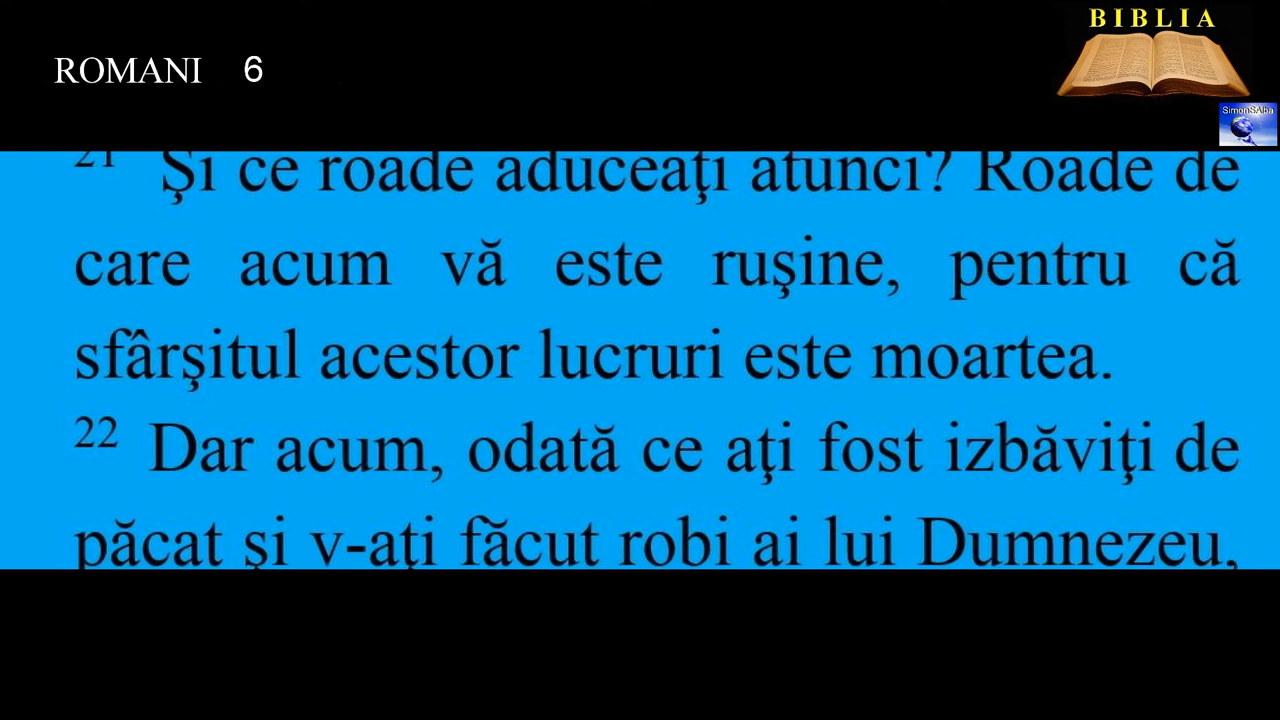 BIBLIA
ROMANI 6
SimonSAlba
21 Şi ce roade aduceaţi atunci? Roade de
care acum vă este ruşine, pentru că
sfârşitul acestor lucruri este moartea.
22 Dar acum, odată ce aţi fost izbăviţi de
păcat şi v-aţi făcut robi ai lui Dumnezeu,